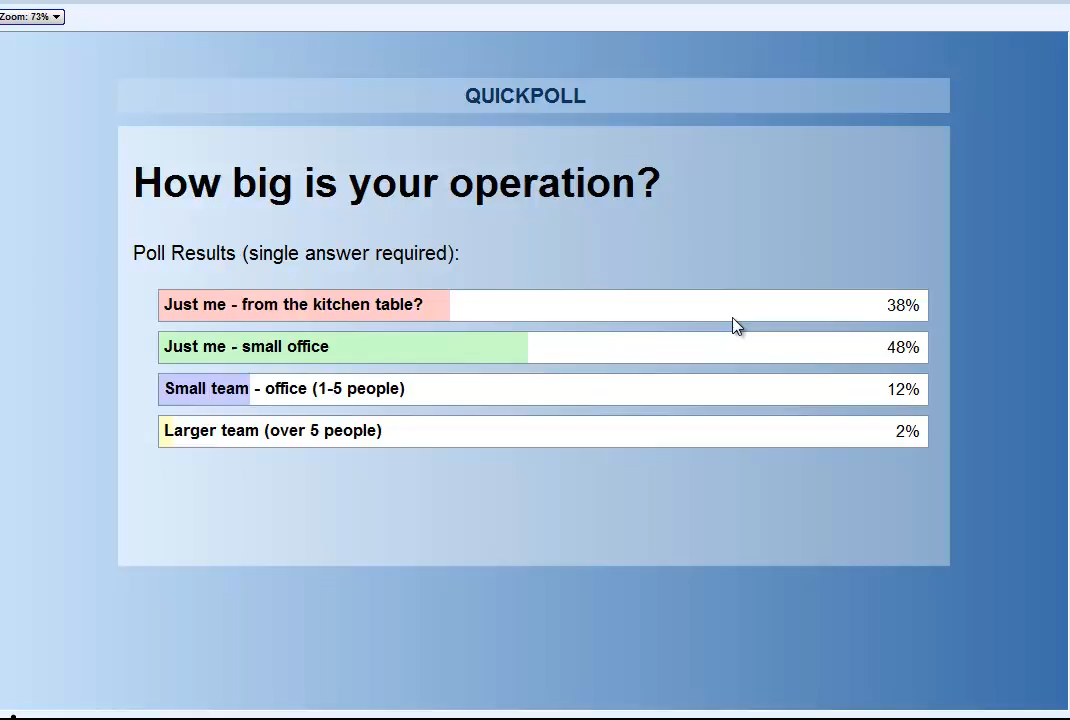 Zoom: 73%
QUICKPOLL
How big is your operation?
Poll Results (single answer required):
Just me - from the kitchen table? 38%
Just me - small office 48%
Small team - office (1-5 people) 12%
Larger team (over 5 people) 2%